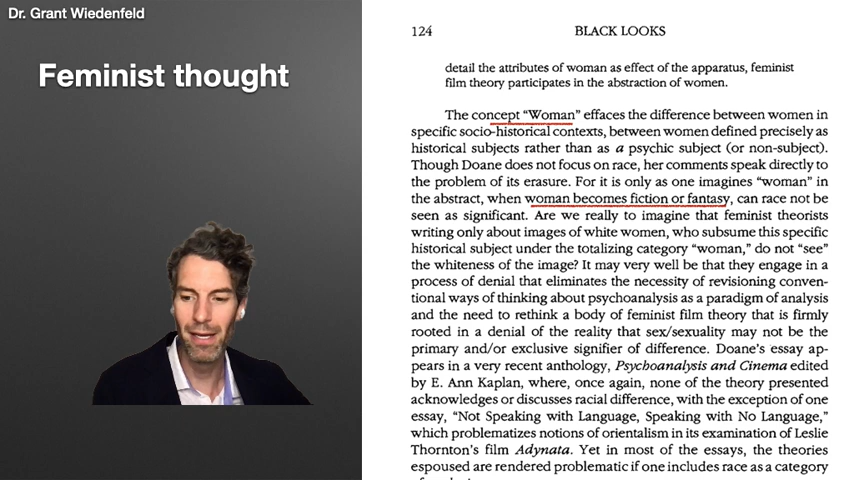 Dr. Grant Wiedenfeld
Feminist thought
124 BLACK LOOKS
detail the attributes of woman as effect of the apparatus, feminist
film theory participates in the abstraction of women.
The concept “Woman” effaces the difference between women in
specific socio-historical contexts, between women defined precisely as
historical subjects rather than as a psychic subject (or non-subject).
Though Doane does not focus on race, her comments speak directly to
the problem of its erasure. For it is only as one imagines “woman” in
the abstract, when woman becomes fiction or fantasy, can race not be
seen as significant. Are we really to imagine that feminist theorists
writing only about images of white women, who subsume this specific
historical subject under the totalizing category “woman,” do not “see”
the whiteness of the image? It may very well be that they engage in a
process of denial that eliminates the necessity of revisioning conven-
tional ways of thinking about psychoanalysis as a paradigm of analysis
and the need to rethink a body of feminist film theory that is firmly
rooted in a denial of the reality that sex/sexuality may not be the
primary and/or exclusive signifier of difference. Doane’s essay ap-
pears in a very recent anthology, Psychoanalysis and Cinema edited
by E. Ann Kaplan, where, once again, none of the theory presented
acknowledges or discusses racial difference, with the exception of one
essay, “Not Speaking with Language, Speaking with No Language,”
which problematizes notions of orientalism in its examination of Leslie
Thornton’s film Adynata. Yet in most of the essays, the theories
espoused are rendered problematic if one includes race as a category